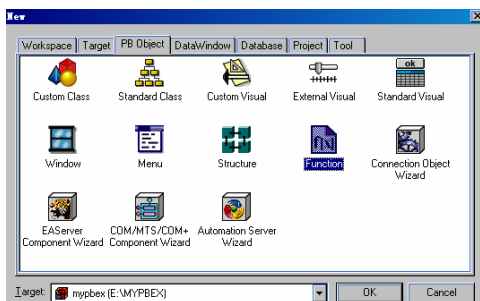 New
Workspace Target PB Object DataWindow Database Project Tool
ok
Custom Class Standard Class Custom Visual External Visual Standard Visual
Window Menu Structure Function Connection Object
Wizard
EAServer COM/MTS/COM+ Automation Server
Component Wizard Component Wizard Wizard
Target: mypbex (E:\MYPBEX) OK Cancel